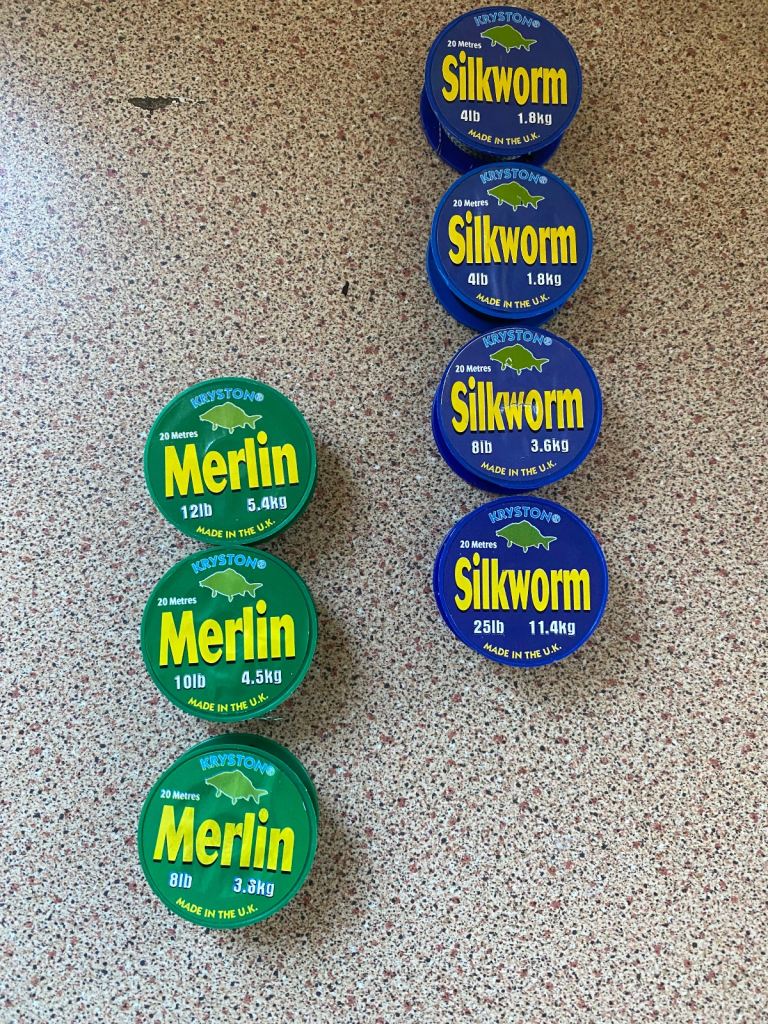 KRYSTON®
20 Metres
Silkworm
4lb 1.8kg
MADE IN THE U.K.
KRYSTON®
20 Metres
Silkworm
4lb 1.8kg
MADE IN THE U.K.
KRYSTON®
20 Metres
Silkworm
8lb 3.6kg
MADE IN THE U.K.
KRYSTON®
20 Metres
Silkworm
25lb 11.4kg
MADE IN THE U.K.
KRYSTON®
20 Metres
Merlin
12lb 5.4kg
MADE IN THE U.K.
KRYSTON®
20 Metres
Merlin
10lb 4.5kg
MADE IN THE U.K.
KRYSTON®
20 Metres
Merlin
8lb 3.6kg
MADE IN THE U.K.